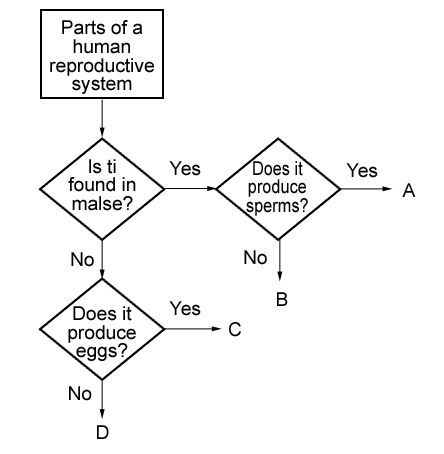 Parts of a
human
reproductive
system
Is ti
found in
malse?
Yes
Does it
produce
sperms?
Yes
A
No
B
No
Does it
produce
eggs?
Yes
C
No
D